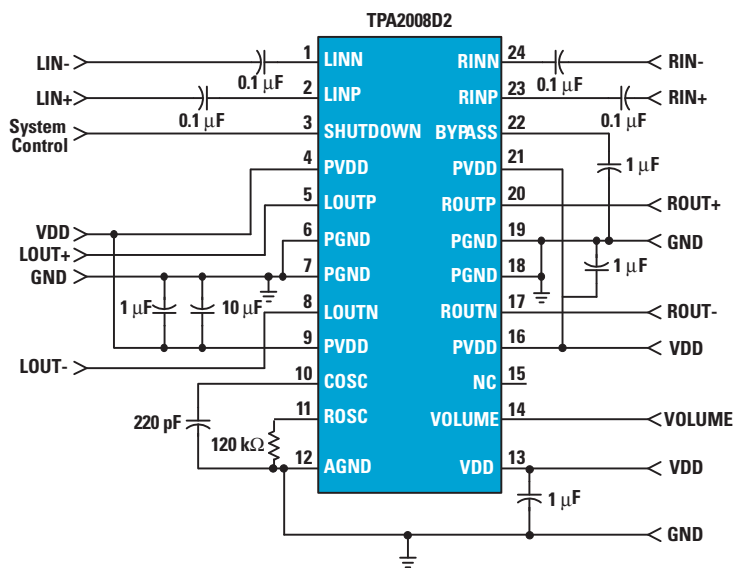 TPA2008D2
LIN- 1 LINN RINN 24 RIN-
0.1 μF 0.1 μF
LIN+ 2 LINP RINP 23 RIN+
0.1 μF 0.1 μF
System Control 3 SHUTDOWN BYPASS 22
1 μF
4 PVDD PVDD 21
5 LOUTP ROUTP 20 ROUT+
VDD
LOUT+
6 PGND PGND 19 GND
GND 7 PGND PGND 18
1 μF
1 μF 10 μF
8 LOUTN ROUTN 17 ROUT-
9 PVDD PVDD 16 VDD
LOUT-
10 COSC NC 15
220 pF
11 ROSC VOLUME 14 VOLUME
120 kΩ
12 AGND VDD 13 VDD
1 μF
GND